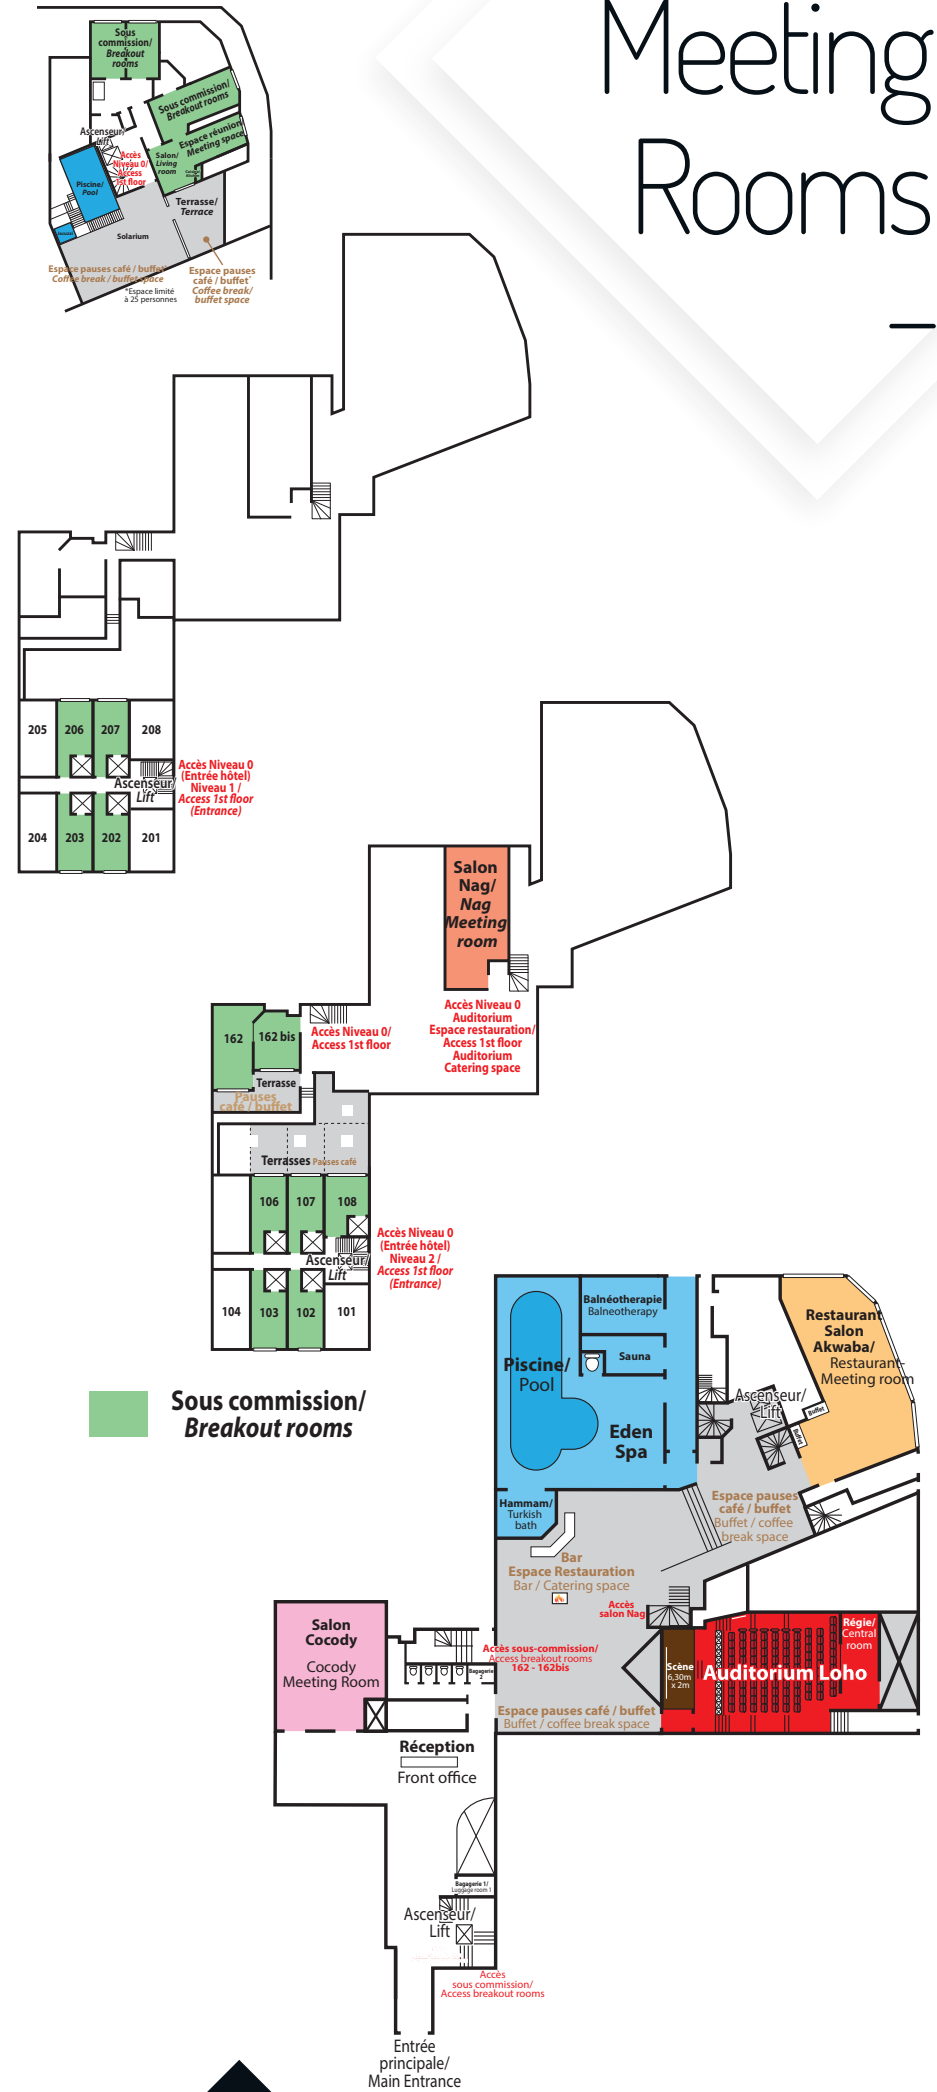 Meeting
Rooms
Sous
commission/
Breakout
rooms
Sous commission/
Breakout rooms
Espace réunion
Meeting space
Ascenseur/
Lift
Accès
Niveau 0/
Access
1st floor
Salon/
Living
room
Piscine/
Pool
Terrasse/
Terrace
Solarium
Espace pauses café / buffet*
Coffee break / buffet space
*Espace limité
à 25 personnes
Espace pauses
café / buffet*
Coffee break/
buffet space
205
206
207
208
Ascenseur/
Lift
Accès Niveau 0
(Entrée hôtel)
Niveau 1 /
Access 1st floor
(Entrance)
204
203
202
201
Salon
Nag/
Nag
Meeting
room
Accès Niveau 0
Auditorium
Espace restauration/
Access 1st floor
Auditorium
Catering space
162
162 bis
Accès Niveau 0/
Access 1st floor
Terrasse
Pauses
café / buffet
Terrasses Pauses café
106
107
108
Ascenseur/
Lift
Accès Niveau 0
(Entrée hôtel)
Niveau 2 /
Access 1st floor
(Entrance)
104
103
102
101
Sous commission/
Breakout rooms
Balnéotherapie
Balneotherapy
Sauna
Piscine/
Pool
Eden
Spa
Hammam/
Turkish
bath
Restaurant
Salon
Akwaba/
Restaurant-
Meeting room
Ascenseur/
Lift
Buffet
Buffet
Espace pauses
café / buffet
Buffet / coffee
break space
Bar
Espace Restauration
Bar / Catering space
Accès
salon Nag
Salon
Cocody
Cocody
Meeting Room
Accès sous-commission/
Access breakout rooms
162 - 162bis
Bagagerie
2
Scène
6,30m
x 2m
Auditorium Loho
Régie/
Central
room
Espace pauses café / buffet
Buffet / coffee break space
Réception
Front office
Bagagerie 1/
Luggage room 1
Ascenseur/
Lift
Accès
sous commission/
Access breakout rooms
Entrée
principale/
Main Entrance